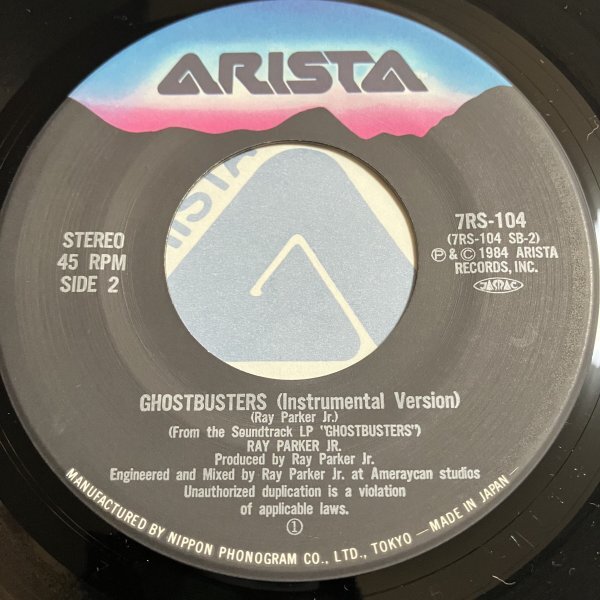 ARISTA
STEREO
45 RPM
SIDE 2
7RS-104
(7RS-104 SB-2)
Ⓟ & © 1984 ARISTA
RECORDS, INC.
JASRAC
GHOSTBUSTERS (Instrumental Version)
(Ray Parker Jr.)
(From the Soundtrack LP "GHOSTBUSTERS")
RAY PARKER JR.
Produced by Ray Parker Jr.
Engineered and Mixed by Ray Parker Jr. at Ameraycan studios
Unauthorized duplication is a violation
of applicable laws.
①
MANUFACTURED BY NIPPON PHONOGRAM CO., LTD., TOKYO — MADE IN JAPAN —